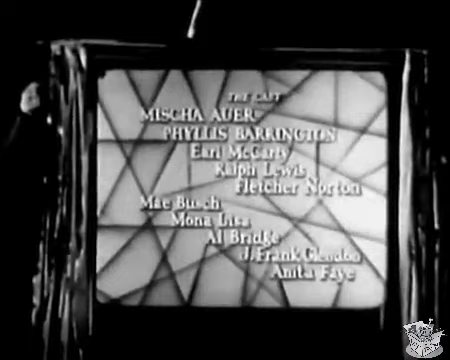 THE CAST
MISCHA AUER
PHYLLIS BARRINGTON
Earl McCarty
Ralph Lewis
Fletcher Norton
Mae Busch
Mona Lisa
Al Bridge
J. Frank Glendon
Anita Faye